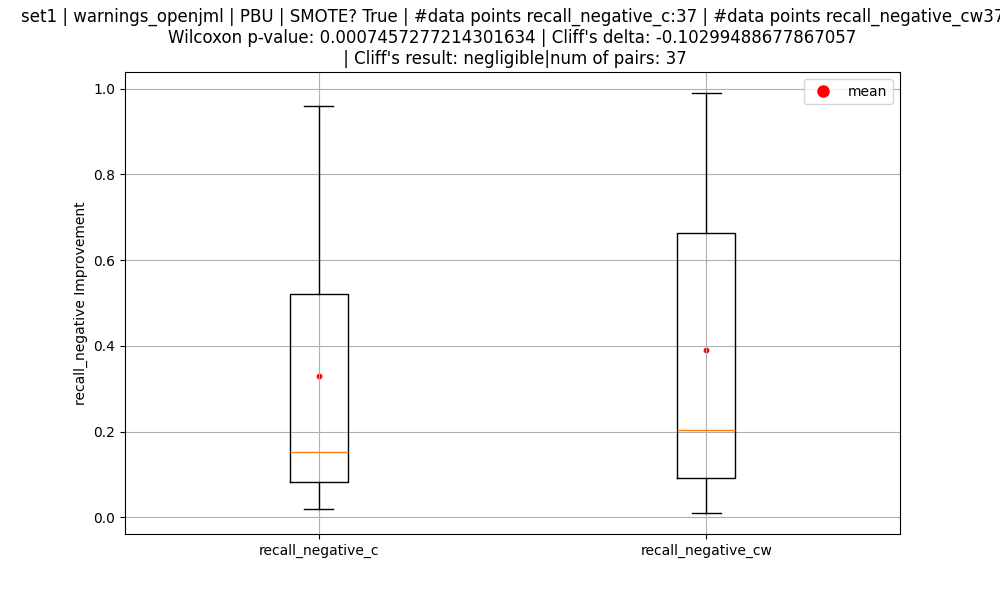 set1 | warnings_openjml | PBU | SMOTE? True | #data points recall_negative_c:37 | #data points recall_negative_cw37
Wilcoxon p-value: 0.0007457277214301634 | Cliff's delta: -0.10299488677867057
| Cliff's result: negligible|num of pairs: 37
mean
1.0
0.8
0.6
0.4
0.2
0.0
recall_negative Improvement
recall_negative_c
recall_negative_cw